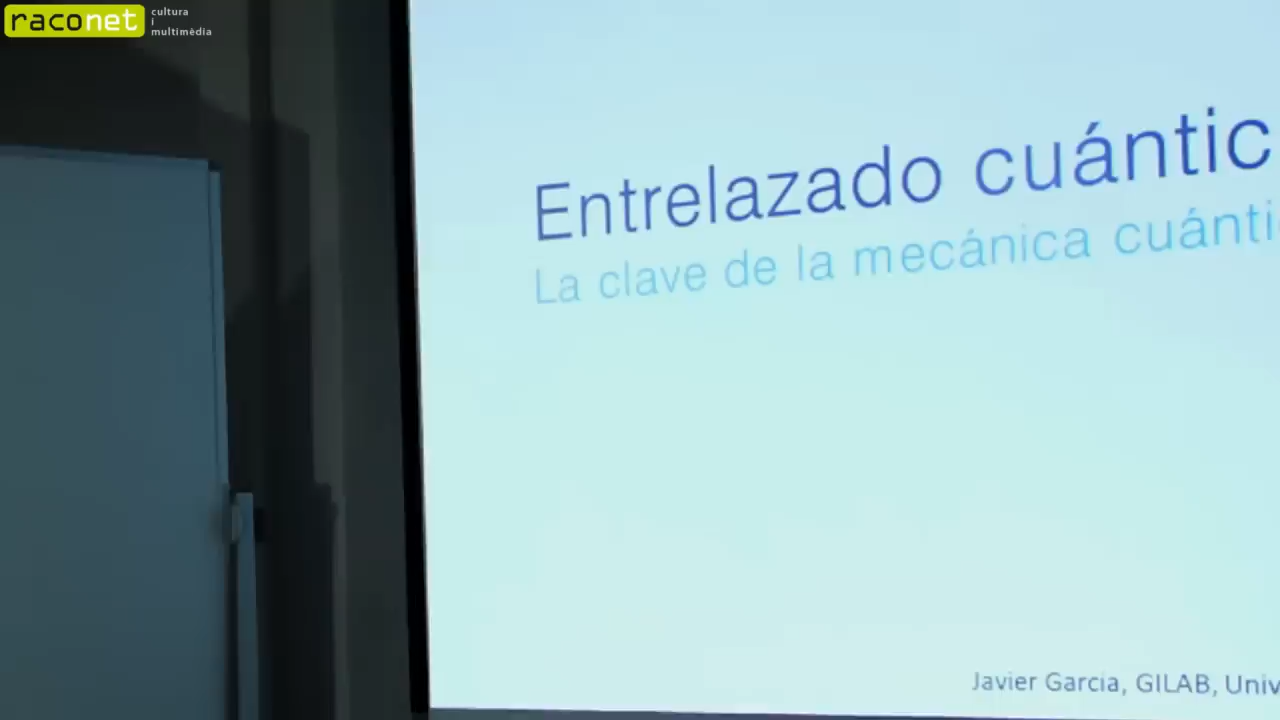 raconet
cultura
i
multimèdia
Entrelazado cuántic
La clave de la mecánica cuánti
Javier Garcia, GILAB, Univ